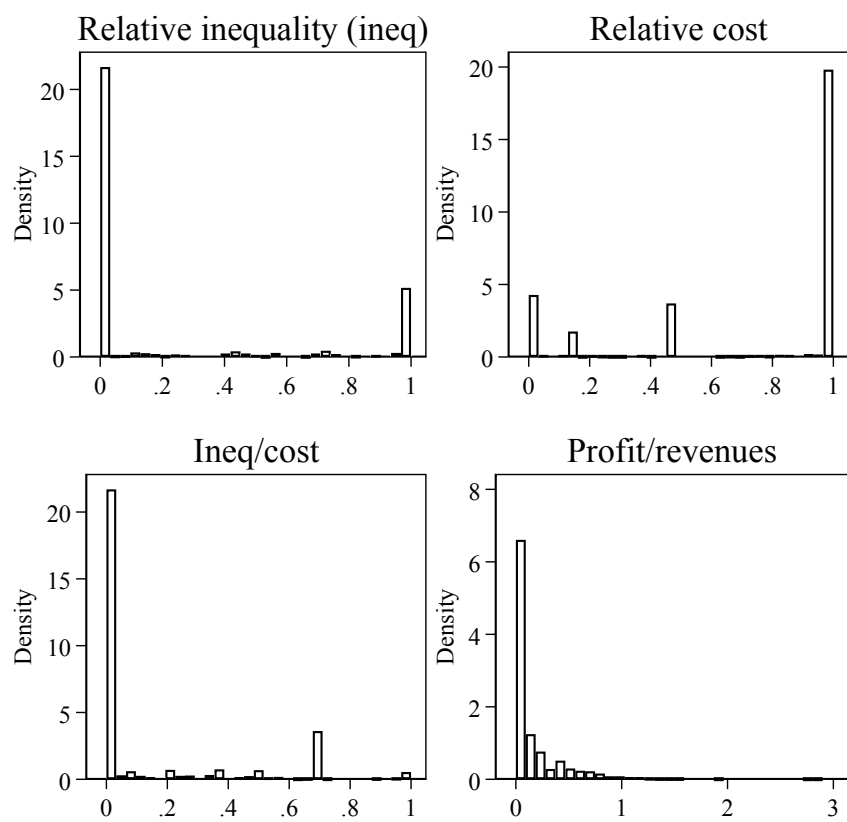 Relative inequality (ineq)
Density
20
15
10
5
0
0 .2 .4 .6 .8 1
Relative cost
Density
20
15
10
5
0
0 .2 .4 .6 .8 1
Ineq/cost
Density
20
15
10
5
0
0 .2 .4 .6 .8 1
Profit/revenues
Density
8
6
4
2
0
0 1 2 3